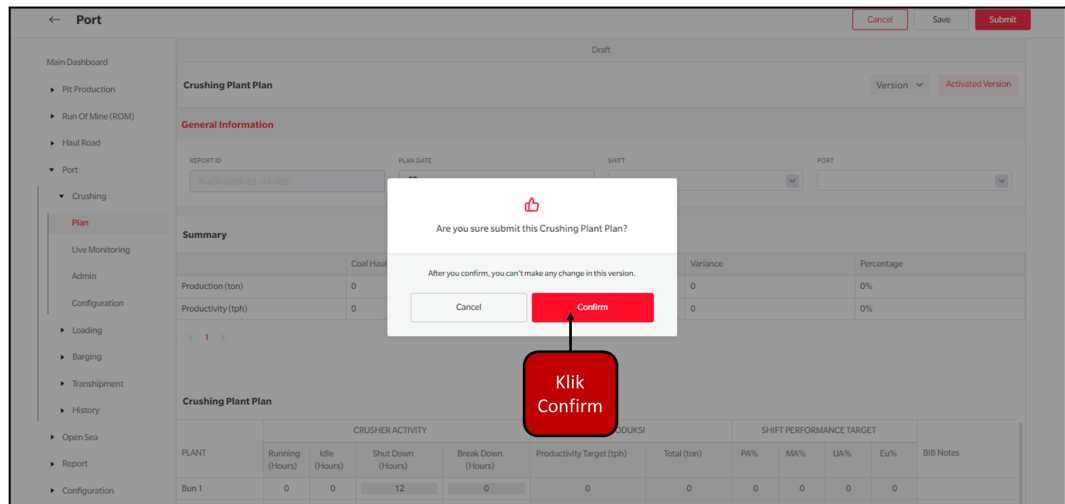 ← Port
Cancel Save Submit
Draft
Main Dashboard
Pit Production
Run Of Mine (ROM)
Haul Road
Port
Crushing
Plan
Live Monitoring
Admin
Configuration
Loading
Barging
Transhipment
History
Open Sea
Report
Configuration
Crushing Plant Plan
Version
Activated Version
General Information
REPORT ID PLAN DATE SHIFT PORT
Summary
Coal Haul Variance Percentage
Production (ton) 0 0 0%
Productivity (tph) 0 0 0%
< 1 >
Are you sure submit this Crushing Plant Plan?
After you confirm, you can't make any change in this version.
Cancel Confirm
Klik
Confirm
Crushing Plant Plan
CRUSHER ACTIVITY ODUKSI SHIFT PERFORMANCE TARGET
PLANT Running (Hours) Idle (Hours) Shut Down (Hours) Break Down (Hours) Productivity Target (tph) Total (ton) PA% MA% UA% Eu% BIB Notes
Bun 1 0 0 12 0 0 0 0 0 0 0